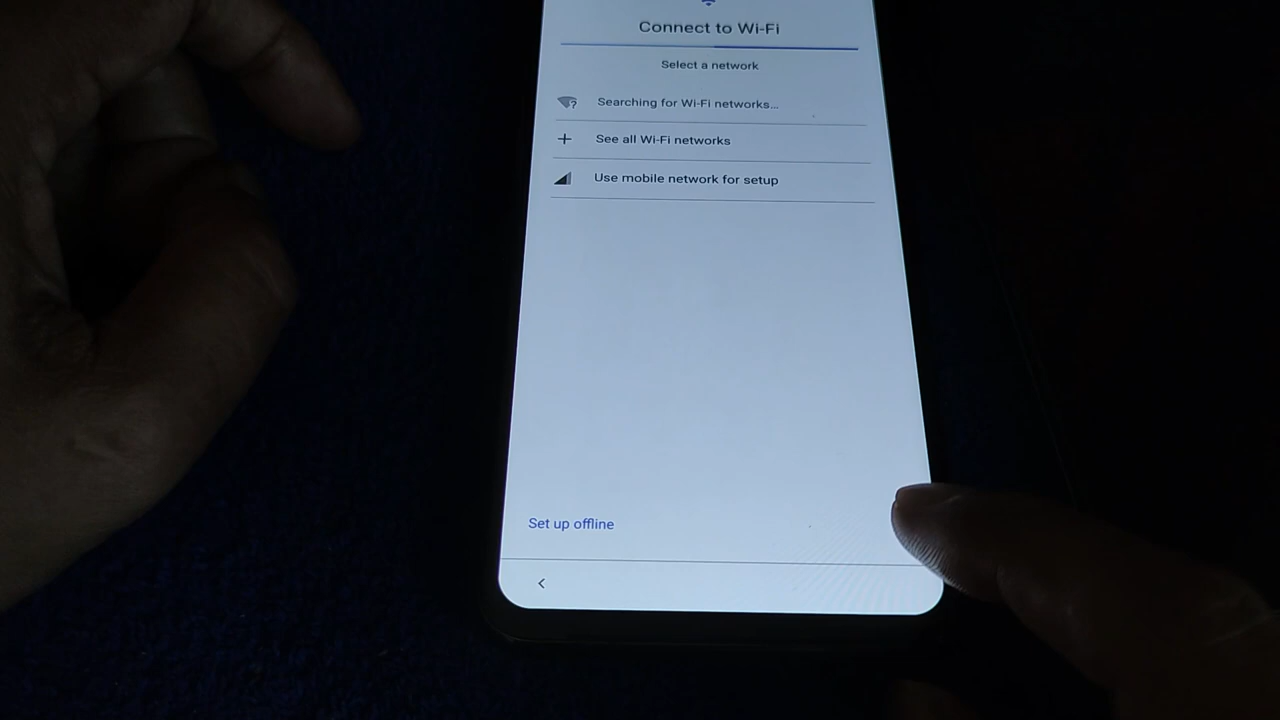 Connect to Wi-Fi
Select a network
Searching for Wi-Fi networks...
See all Wi-Fi networks
Use mobile network for setup
Set up offline